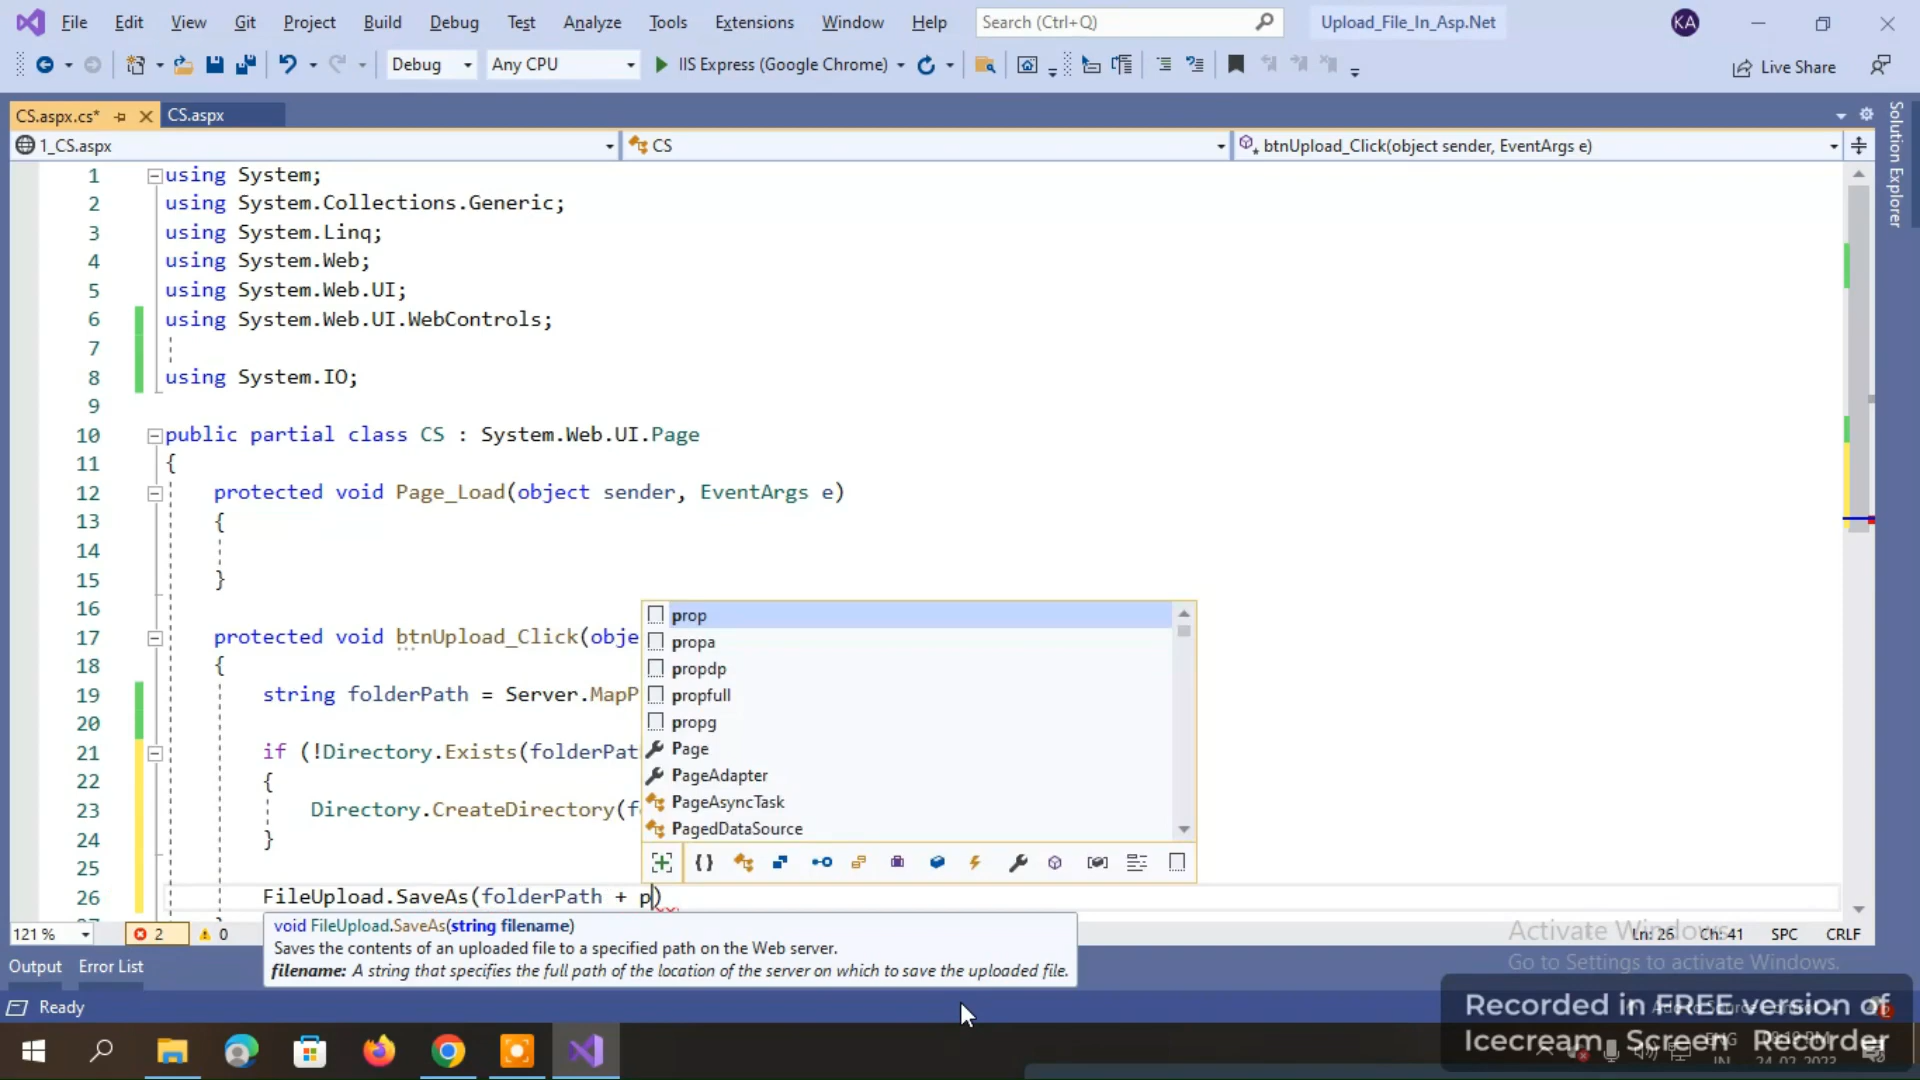 File Edit View Git Project Build Debug Test Analyze Tools Extensions Window Help Search (Ctrl+Q) Upload_File_In_Asp.Net KA
Debug Any CPU IIS Express (Google Chrome) Live Share
CS.aspx.cs* CS.aspx
1_CS.aspx CS btnUpload_Click(object sender, EventArgs e)
Solution Explorer
1 using System;
2 using System.Collections.Generic;
3 using System.Linq;
4 using System.Web;
5 using System.Web.UI;
6 using System.Web.UI.WebControls;
7
8 using System.IO;
9
10 public partial class CS : System.Web.UI.Page
11 {
12 protected void Page_Load(object sender, EventArgs e)
13 {
14
15 }
16
17 protected void btnUpload_Click(obje
18 {
19 string folderPath = Server.MapP
20
21 if (!Directory.Exists(folderPat
22 {
23 Directory.CreateDirectory(f
24 }
25
26 FileUpload.SaveAs(folderPath + p)
prop
propa
propdp
propfull
propg
Page
PageAdapter
PageAsyncTask
PagedDataSource
void FileUpload.SaveAs(string filename)
Saves the contents of an uploaded file to a specified path on the Web server.
filename: A string that specifies the full path of the location of the server on which to save the uploaded file.
121 % 2 0 Ln: 26 Ch: 41 SPC CRLF
Activate Windows
Go to Settings to activate Windows.
Output Error List
Ready
Recorded in FREE version of
Icecream Screen Recorder
ENG
IN 24-02-2023